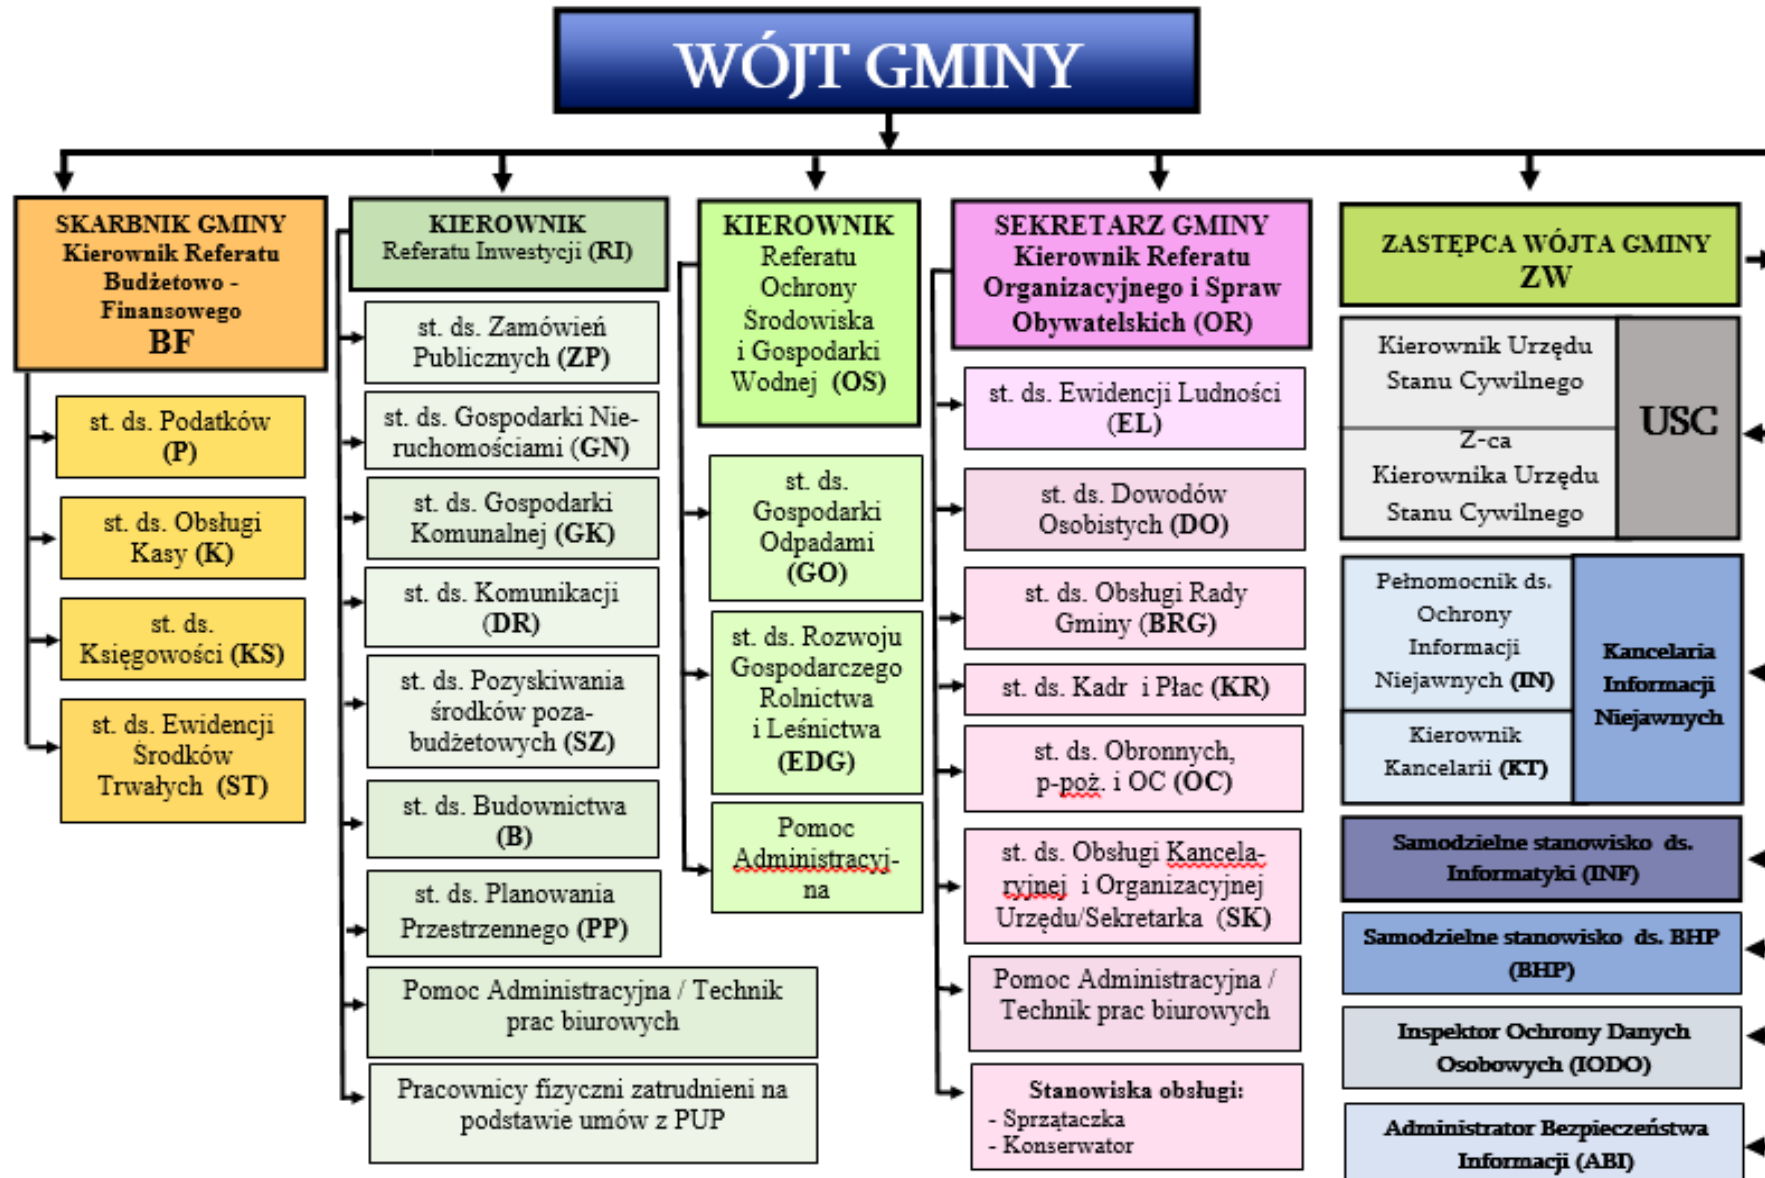 WÓJT GMINY
SKARBNIK GMINY
Kierownik Referatu
Budżetowo -
Finansowego
BF
st. ds. Podatków
(P)
st. ds. Obsługi
Kasy (K)
st. ds.
Księgowości (KS)
st. ds. Ewidencji
Środków
Trwałych (ST)
KIEROWNIK
Referatu Inwestycji (RI)
st. ds. Zamówień
Publicznych (ZP)
st. ds. Gospodarki Nie-
ruchomościami (GN)
st. ds. Gospodarki
Komunalnej (GK)
st. ds. Komunikacji
(DR)
st. ds. Pozyskiwania
środków poza-
budżetowych (SZ)
st. ds. Budownictwa
(B)
st. ds. Planowania
Przestrzennego (PP)
Pomoc Administracyjna / Technik
prac biurowych
Pracownicy fizyczni zatrudnieni na
podstawie umów z PUP
KIEROWNIK
Referatu
Ochrony
Środowiska
i Gospodarki
Wodnej (OS)
st. ds.
Gospodarki
Odpadami
(GO)
st. ds. Rozwoju
Gospodarczego
Rolnictwa
i Leśnictwa
(EDG)
Pomoc
Administracyj-
na
SEKRETARZ GMINY
Kierownik Referatu
Organizacyjnego i Spraw
Obywatelskich (OR)
st. ds. Ewidencji Ludności
(EL)
st. ds. Dowodów
Osobistych (DO)
st. ds. Obsługi Rady
Gminy (BRG)
st. ds. Kadr i Płac (KR)
st. ds. Obronnych,
p-poż. i OC (OC)
st. ds. Obsługi Kancela-
ryjnej i Organizacyjnej
Urzędu/Sekretarka (SK)
Pomoc Administracyjna /
Technik prac biurowych
Stanowiska obsługi:
- Sprzątaczka
- Konserwator
ZASTĘPCA WÓJTA GMINY
ZW
Kierownik Urzędu
Stanu Cywilnego
Z-ca
Kierownika Urzędu
Stanu Cywilnego
USC
Pełnomocnik ds.
Ochrony
Informacji
Niejawnych (IN)
Kierownik
Kancelarii (KT)
Kancelaria
Informacji
Niejawnych
Samodzielne stanowisko ds.
Informatyki (INF)
Samodzielne stanowisko ds. BHP
(BHP)
Inspektor Ochrony Danych
Osobowych (IODO)
Administrator Bezpieczeństwa
Informacji (ABI)